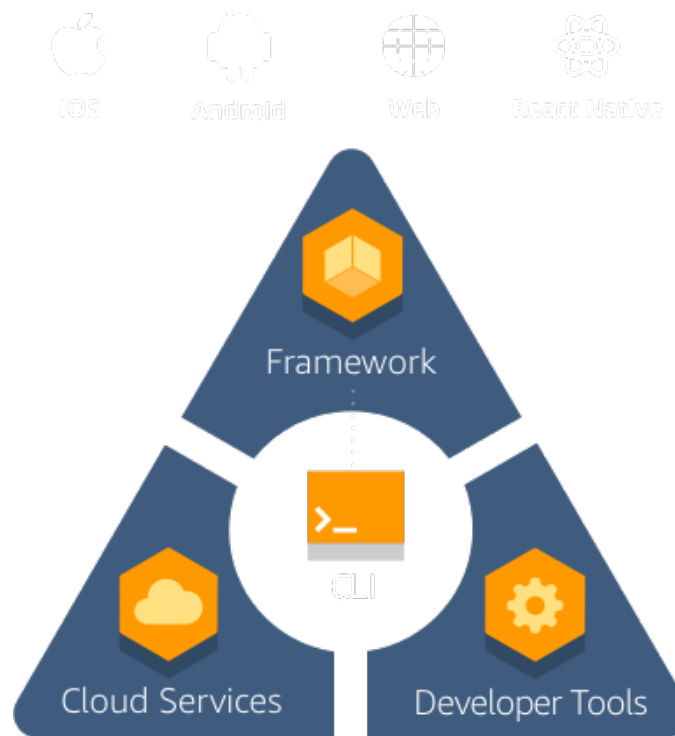 iOS Android Web React Native
Framework
>_
CLI
Cloud Services Developer Tools